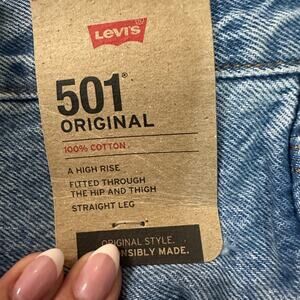 Levi's
501®
ORIGINAL
100% COTTON
A HIGH RISE
FITTED THROUGH
THE HIP AND THIGH
STRAIGHT LEG
ORIGINAL STYLE.
NSIBLY MADE.